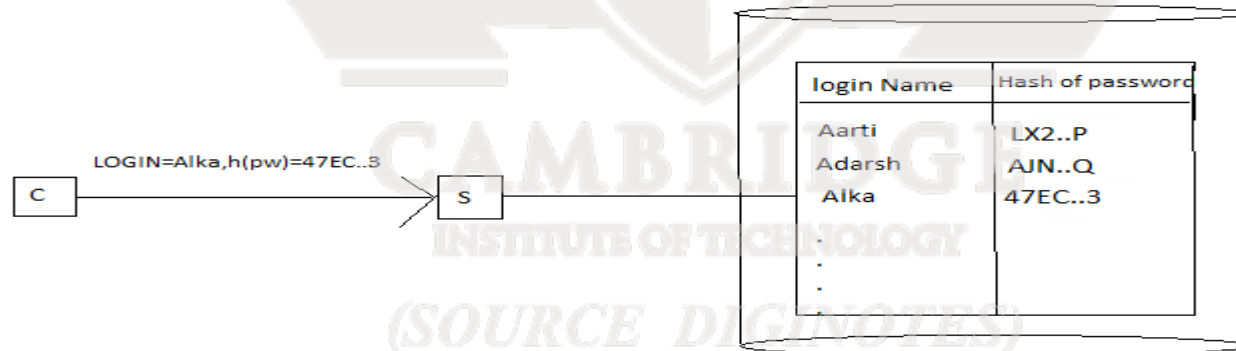 login Name Hash of password
Aarti LX2..P
Adarsh AJN..Q
Alka 47EC..3
.
.
.
.
LOGIN=Alka,h(pw)=47EC..3
C
S
CAMBRIDGE
INSTITUTE OF TECHNOLOGY
(SOURCE DIGINOTES)